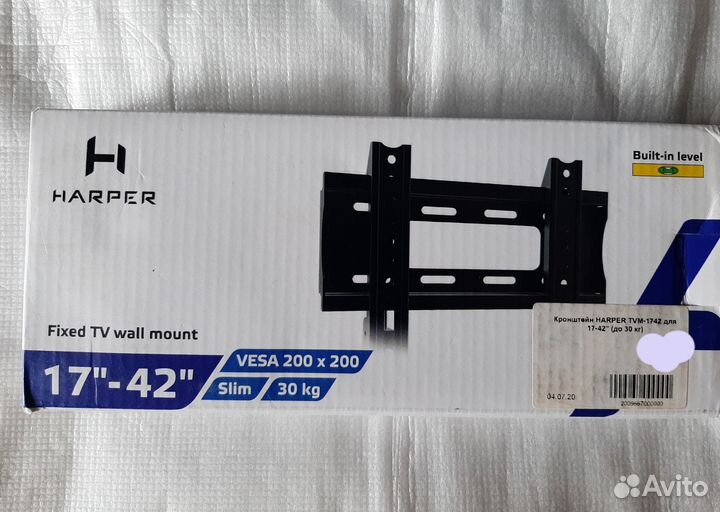 HARPER
Built-in level
Fixed TV wall mount
17"-42"
VESA 200 x 200
Slim
30 kg
Кронштейн HARPER TVM-1742 для
17-42" (до 30 кг)
04.07.20
2009667000000
Avito